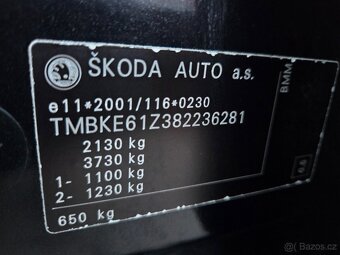 ŠKODA AUTO a.s.
BMM
e11*2001/116*0230
TMBKE61Z382236281
2130 kg
3730 kg
1- 1100 kg
2- 1230 kg
650 kg
Bazos.cz